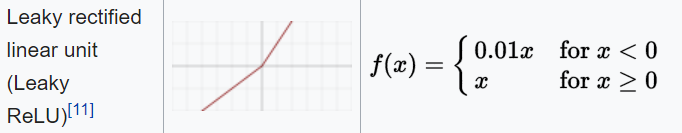 Leaky rectified
linear unit
(Leaky
ReLU)[11]
f(x) = { 0.01x for x < 0
x for x ≥ 0